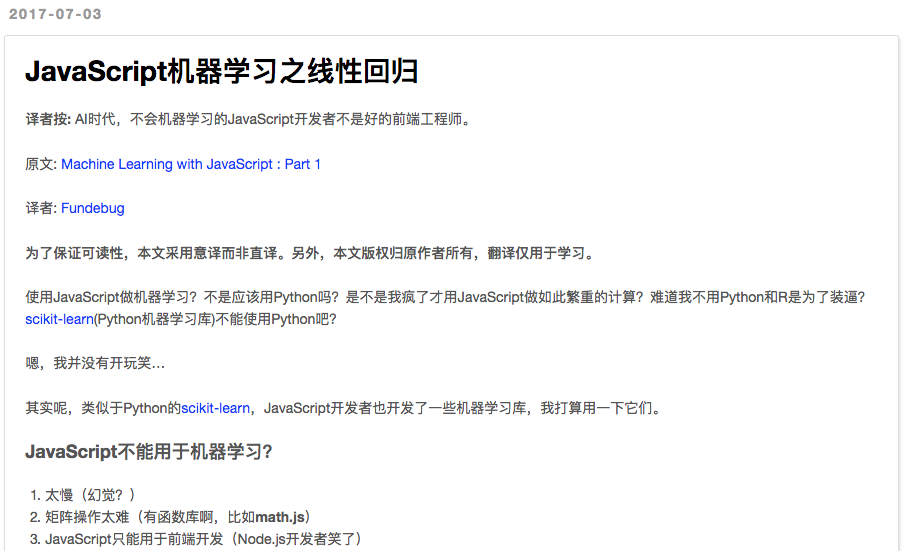 2017-07-03
JavaScript机器学习之线性回归
译者按: AI时代，不会机器学习的JavaScript开发者不是好的前端工程师。
原文: Machine Learning with JavaScript : Part 1
译者: Fundebug
为了保证可读性，本文采用意译而非直译。另外，本文版权归原作者所有，翻译仅用于学习。
使用JavaScript做机器学习？不是应该用Python吗？是不是我疯了才用JavaScript做如此繁重的计算？难道我不用Python和R是为了装逼？
scikit-learn(Python机器学习库)不能使用Python吧？
嗯，我并没有开玩笑…
其实呢，类似于Python的scikit-learn，JavaScript开发者也开发了一些机器学习库，我打算用一下它们。
JavaScript不能用于机器学习？
1. 太慢（幻觉？）
2. 矩阵操作太难（有函数库啊，比如math.js）
3. JavaScript只能用于前端开发（Node.js开发者笑了）